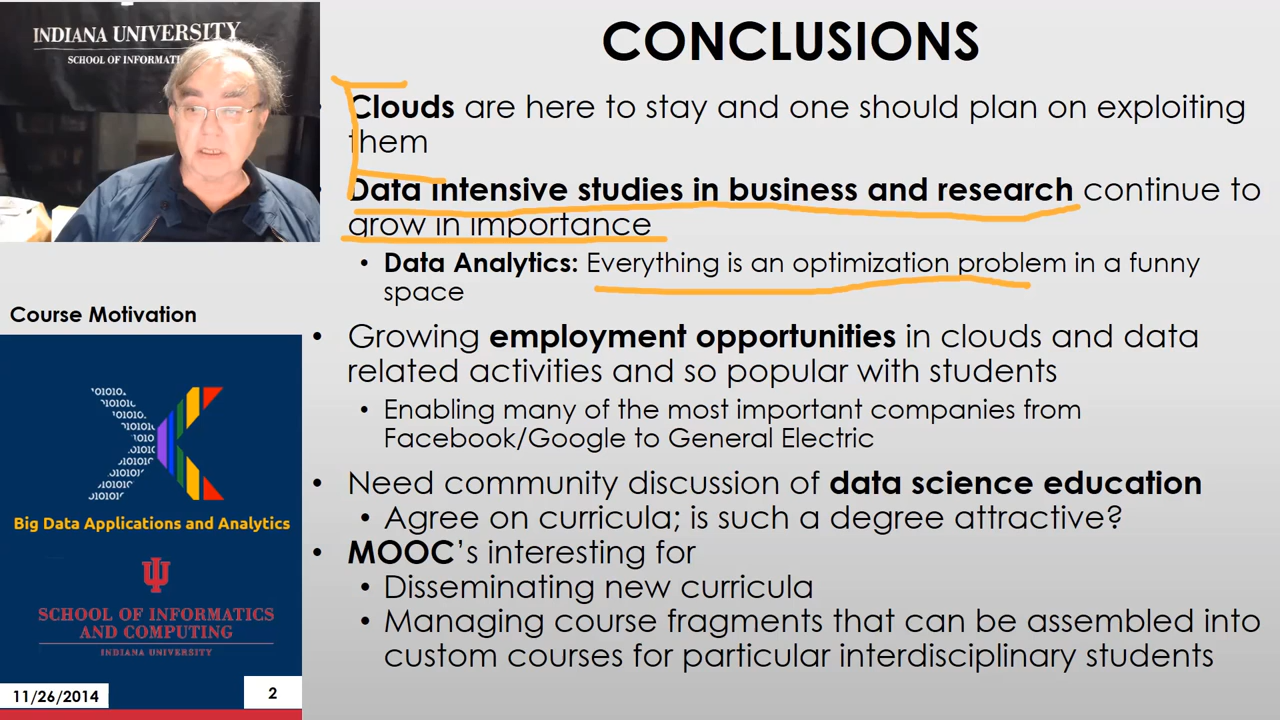 INDIANA UNIVERSITY
SCHOOL OF INFORMATI
CONCLUSIONS
• Clouds are here to stay and one should plan on exploiting
them
• Data Intensive studies in business and research continue to
grow in importance
• Data Analytics: Everything is an optimization problem in a funny
space
• Growing employment opportunities in clouds and data
related activities and so popular with students
• Enabling many of the most important companies from
Facebook/Google to General Electric
• Need community discussion of data science education
• Agree on curricula; is such a degree attractive?
• MOOC's interesting for
• Disseminating new curricula
• Managing course fragments that can be assembled into
custom courses for particular interdisciplinary students
Course Motivation
Big Data Applications and Analytics
SCHOOL OF INFORMATICS
AND COMPUTING
INDIANA UNIVERSITY
11/26/2014
2